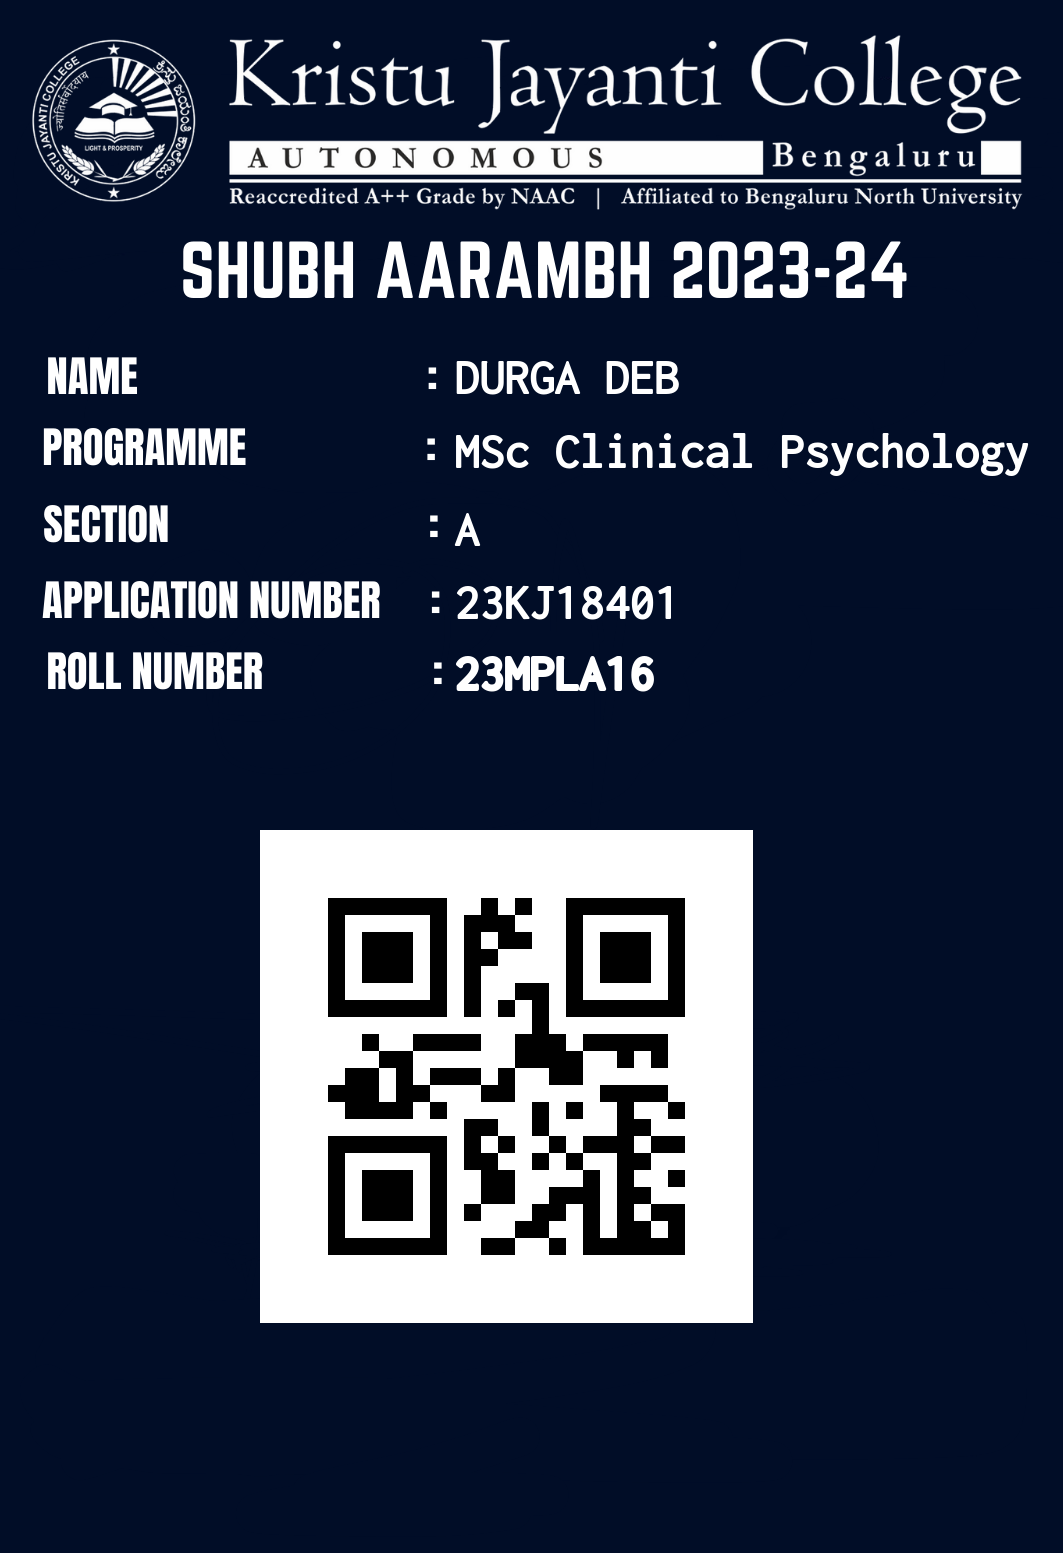 Kristu Jayanti College
AUTONOMOUS Bengaluru
Reaccredited A++ Grade by NAAC | Affiliated to Bengaluru North University
KRISTU JAYANTI COLLEGE
LIGHT & PROSPERITY
SHUBH AARAMBH 2023-24
NAME : DURGA DEB
PROGRAMME : MSc Clinical Psychology
SECTION : A
APPLICATION NUMBER : 23KJ18401
ROLL NUMBER : 23MPLA16